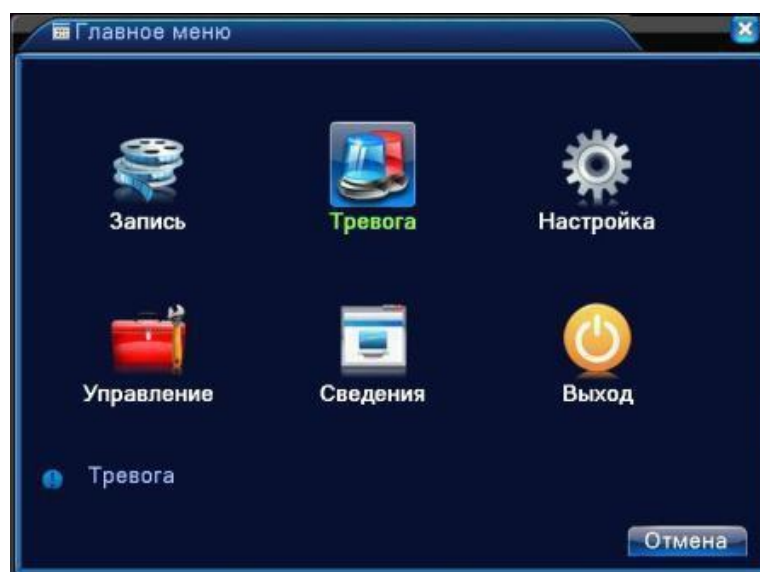 Главное меню
Запись
Тревога
Настройка
Управление
Сведения
Выход
Тревога
Отмена